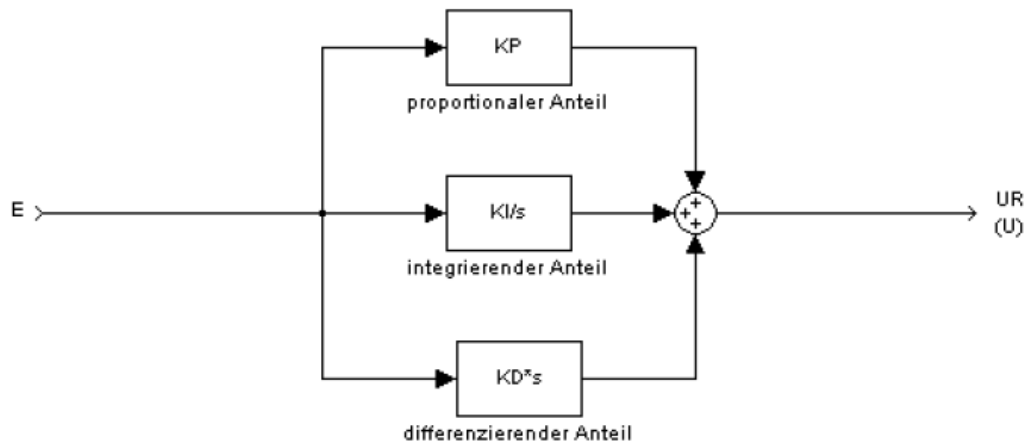 KP
proportionaler Anteil
E
KI/s
UR
(U)
integrierender Anteil
KD*s
differenzierender Anteil